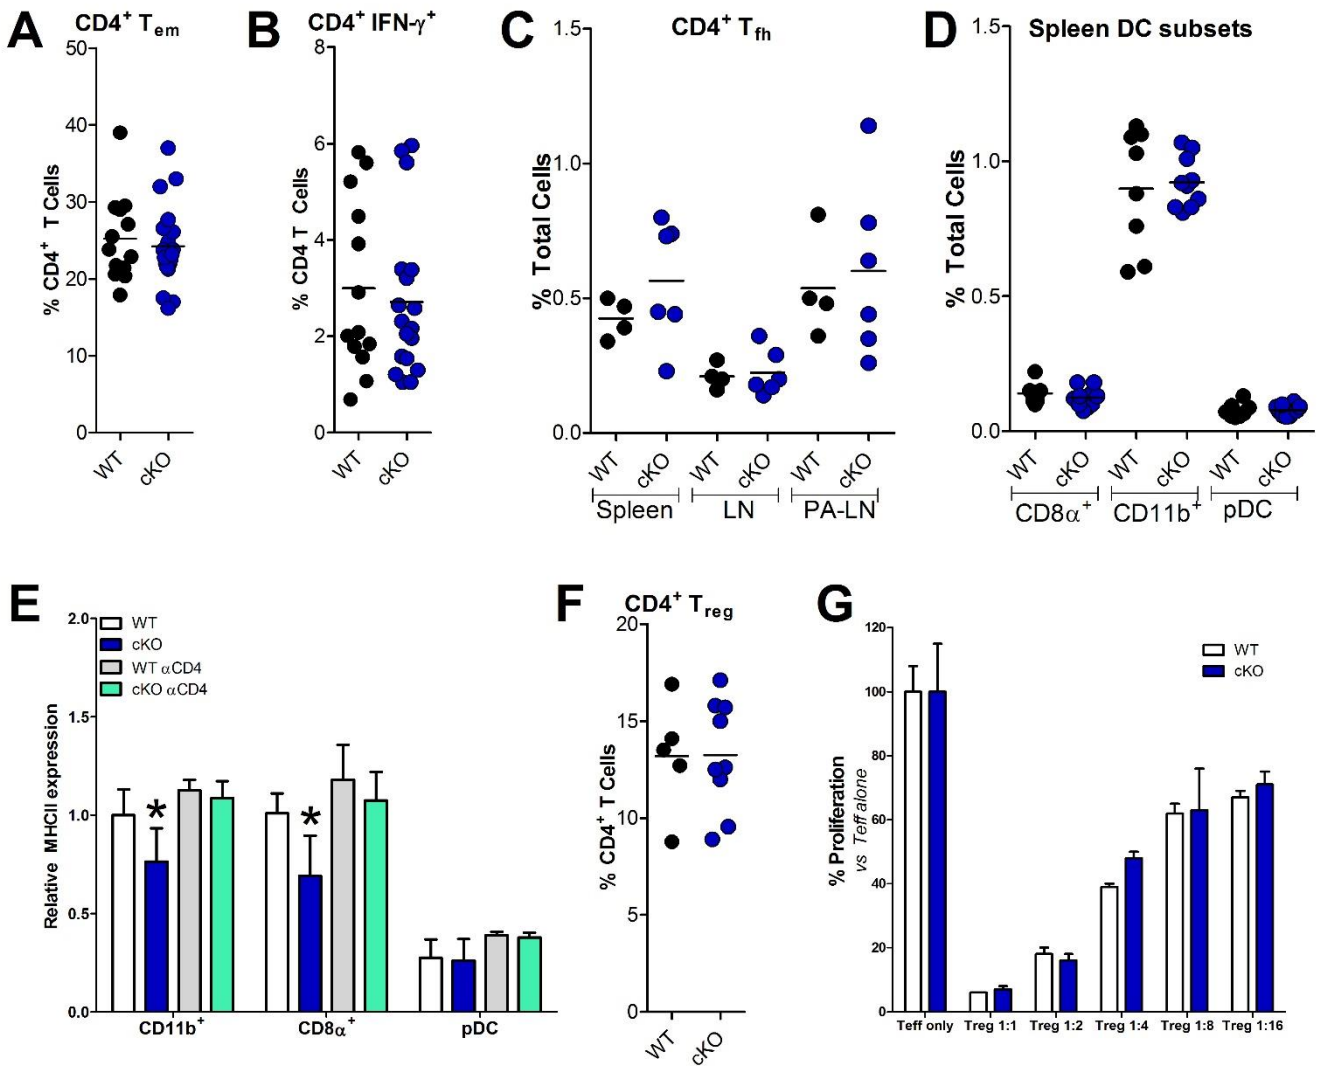 A
CD4⁺ Tₑₘ
% CD4⁺ T Cells
50
40
30
20
10
0
WT
cKO
B
CD4⁺ IFN-γ⁺
% CD4 T Cells
8
6
4
2
0
WT
cKO
C
CD4⁺ T_fh
% Total Cells
1.5
1.0
0.5
0.0
WT
cKO
WT
cKO
WT
cKO
Spleen
LN
PA-LN
D
Spleen DC subsets
% Total Cells
1.5
1.0
0.5
0.0
WT
cKO
WT
cKO
WT
cKO
CD8α⁺
CD11b⁺
pDC
E
Relative MHCII expression
2.0
1.5
1.0
0.5
0.0
WT
cKO
WT αCD4
cKO αCD4
*
*
CD11b⁺
CD8α⁺
pDC
F
CD4⁺ T_reg
% CD4⁺ T Cells
20
15
10
5
0
WT
cKO
G
% Proliferation
vs Teff alone
120
100
80
60
40
20
0
WT
cKO
Teff only
Treg 1:1
Treg 1:2
Treg 1:4
Treg 1:8
Treg 1:16